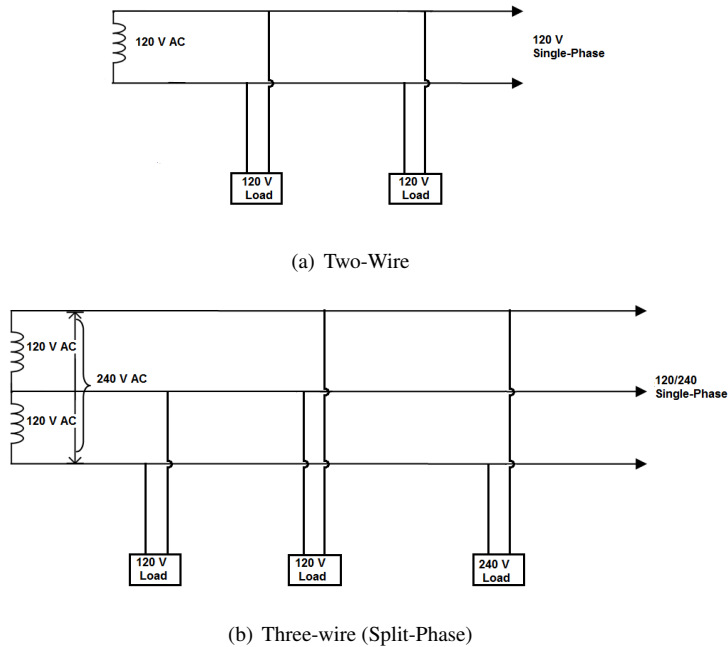 120 V AC
120 V
Single-Phase
120 V
Load
120 V
Load
(a) Two-Wire
120 V AC
240 V AC
120 V AC
120/240
Single-Phase
120 V
Load
120 V
Load
240 V
Load
(b) Three-wire (Split-Phase)